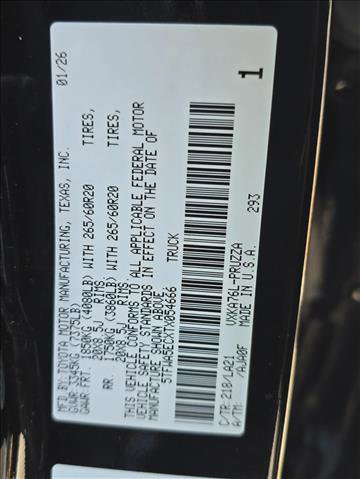 MFD.BY:TOYOTA MOTOR MANUFACTURING, TEXAS, INC. 01/26
GVWR: 3345KG (7375LB)
GAWR: FRT. 1850KG (4080LB) WITH 265/60R20 TIRES,
20X8.5J RIMS
RR. 1750KG (3860LB) WITH 265/60R20 TIRES,
20X8.5J RIMS
THIS VEHICLE CONFORMS TO ALL APPLICABLE FEDERAL MOTOR
VEHICLE SAFETY STANDARDS IN EFFECT ON THE DATE OF
MANUFACTURE SHOWN ABOVE.
5TFWA5ECXTX054666 TRUCK
C/TR:218/LA21 VXKA76L-PRUZZA 293
A/TM: /AJA0F MADE IN U.S.A. 1